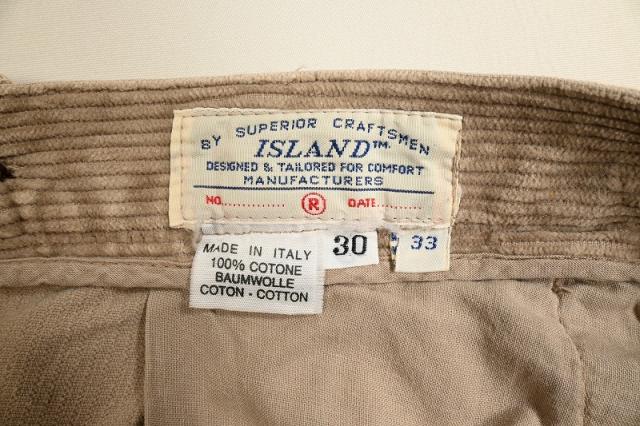 BY SUPERIOR CRAFTSMEN
ISLAND™
DESIGNED & TAILORED FOR COMFORT
MANUFACTURERS
NO............. ® DATE..........
MADE IN ITALY
100% COTONE
BAUMWOLLE
COTON - COTTON
30
33